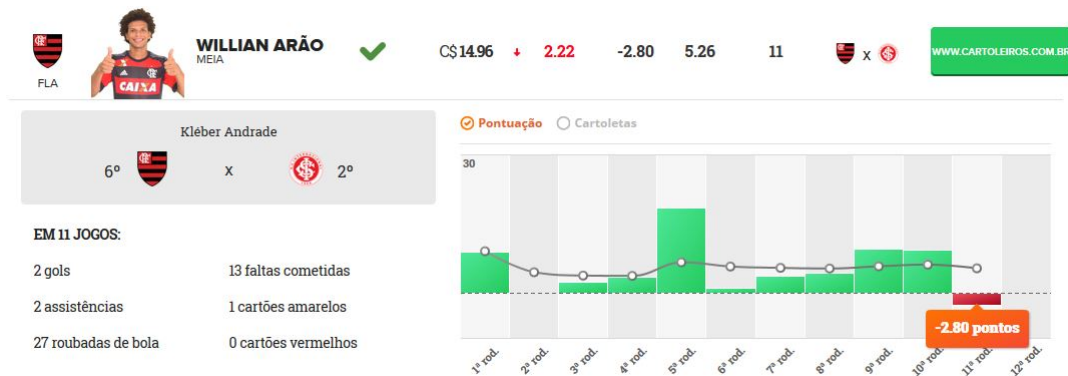 WILLIAN ARÃO
MEIA
FLA
CAIXA
C$ 14.96 2.22 -2.80 5.26 11
x
WWW.CARTOLEIROS.COM.BR
Kléber Andrade
6º x 2º
EM 11 JOGOS:
2 gols 13 faltas cometidas
2 assistências 1 cartões amarelos
27 roubadas de bola 0 cartões vermelhos
Pontuação Cartoletas
30
-2.80 pontos
1ª rod. 2ª rod. 3ª rod. 4ª rod. 5ª rod. 6ª rod. 7ª rod. 8ª rod. 9ª rod. 10ª rod. 11ª rod. 12ª rod.